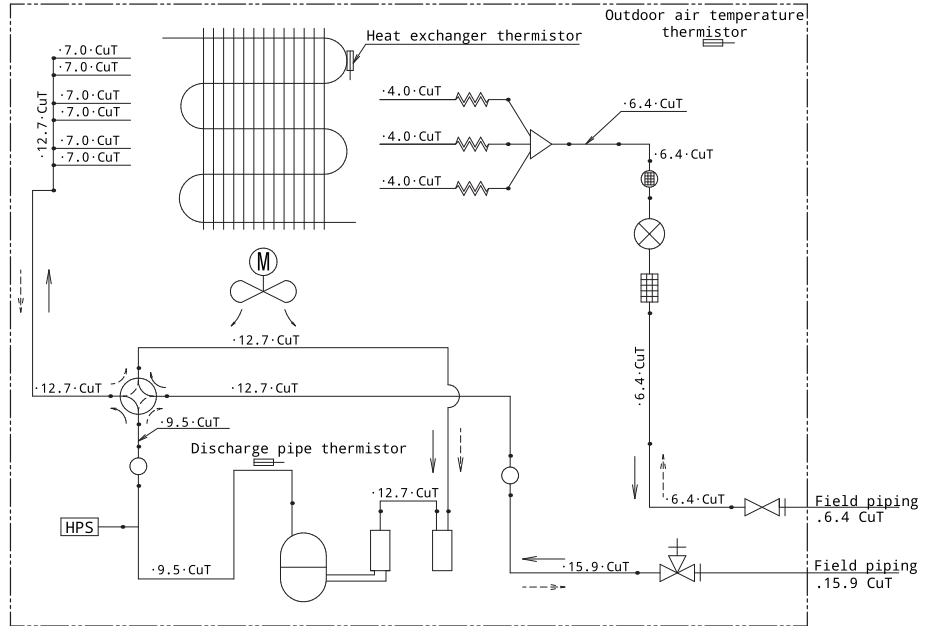 Outdoor air temperature
thermistor
Heat exchanger thermistor
·7.0·CuT
·7.0·CuT
·7.0·CuT
·7.0·CuT
·7.0·CuT
·7.0·CuT
·12.7·CuT
·4.0·CuT
·4.0·CuT
·4.0·CuT
·6.4·CuT
·6.4·CuT
M
·12.7·CuT
·12.7·CuT
·12.7·CuT
·6.4·CuT
·9.5·CuT
Discharge pipe thermistor
·12.7·CuT
·6.4·CuT
Field piping
.6.4 CuT
HPS
·9.5·CuT
·15.9·CuT
Field piping
.15.9 CuT